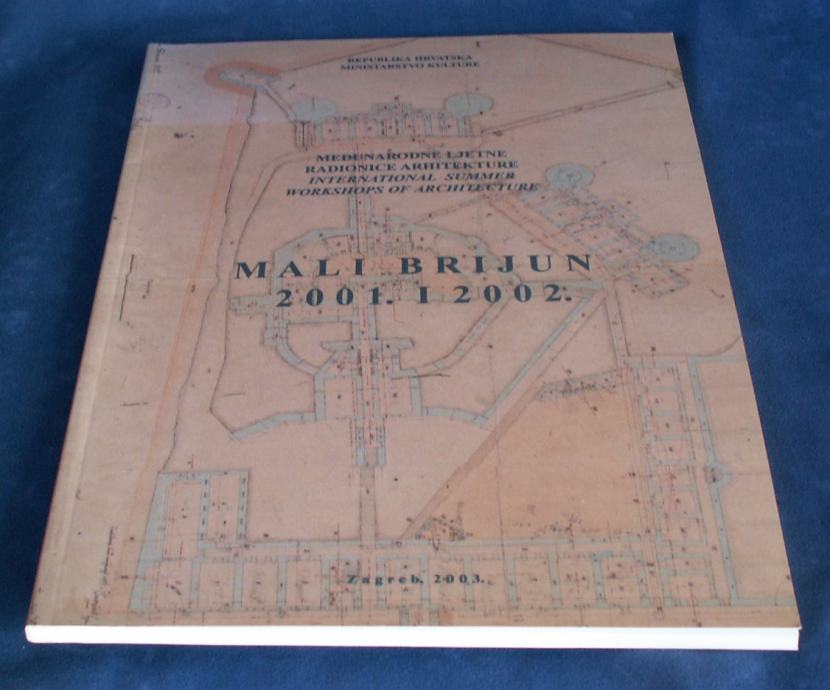 REPUBLIKA HRVATSKA
MINISTARSTVO KULTURE
MEĐUNARODNE LJETNE
RADIONICE ARHITEKTURE
INTERNATIONAL SUMMER
WORKSHOPS OF ARCHITECTURE
MALI BRIJUN
2001. I 2002.
Zagreb, 2003.